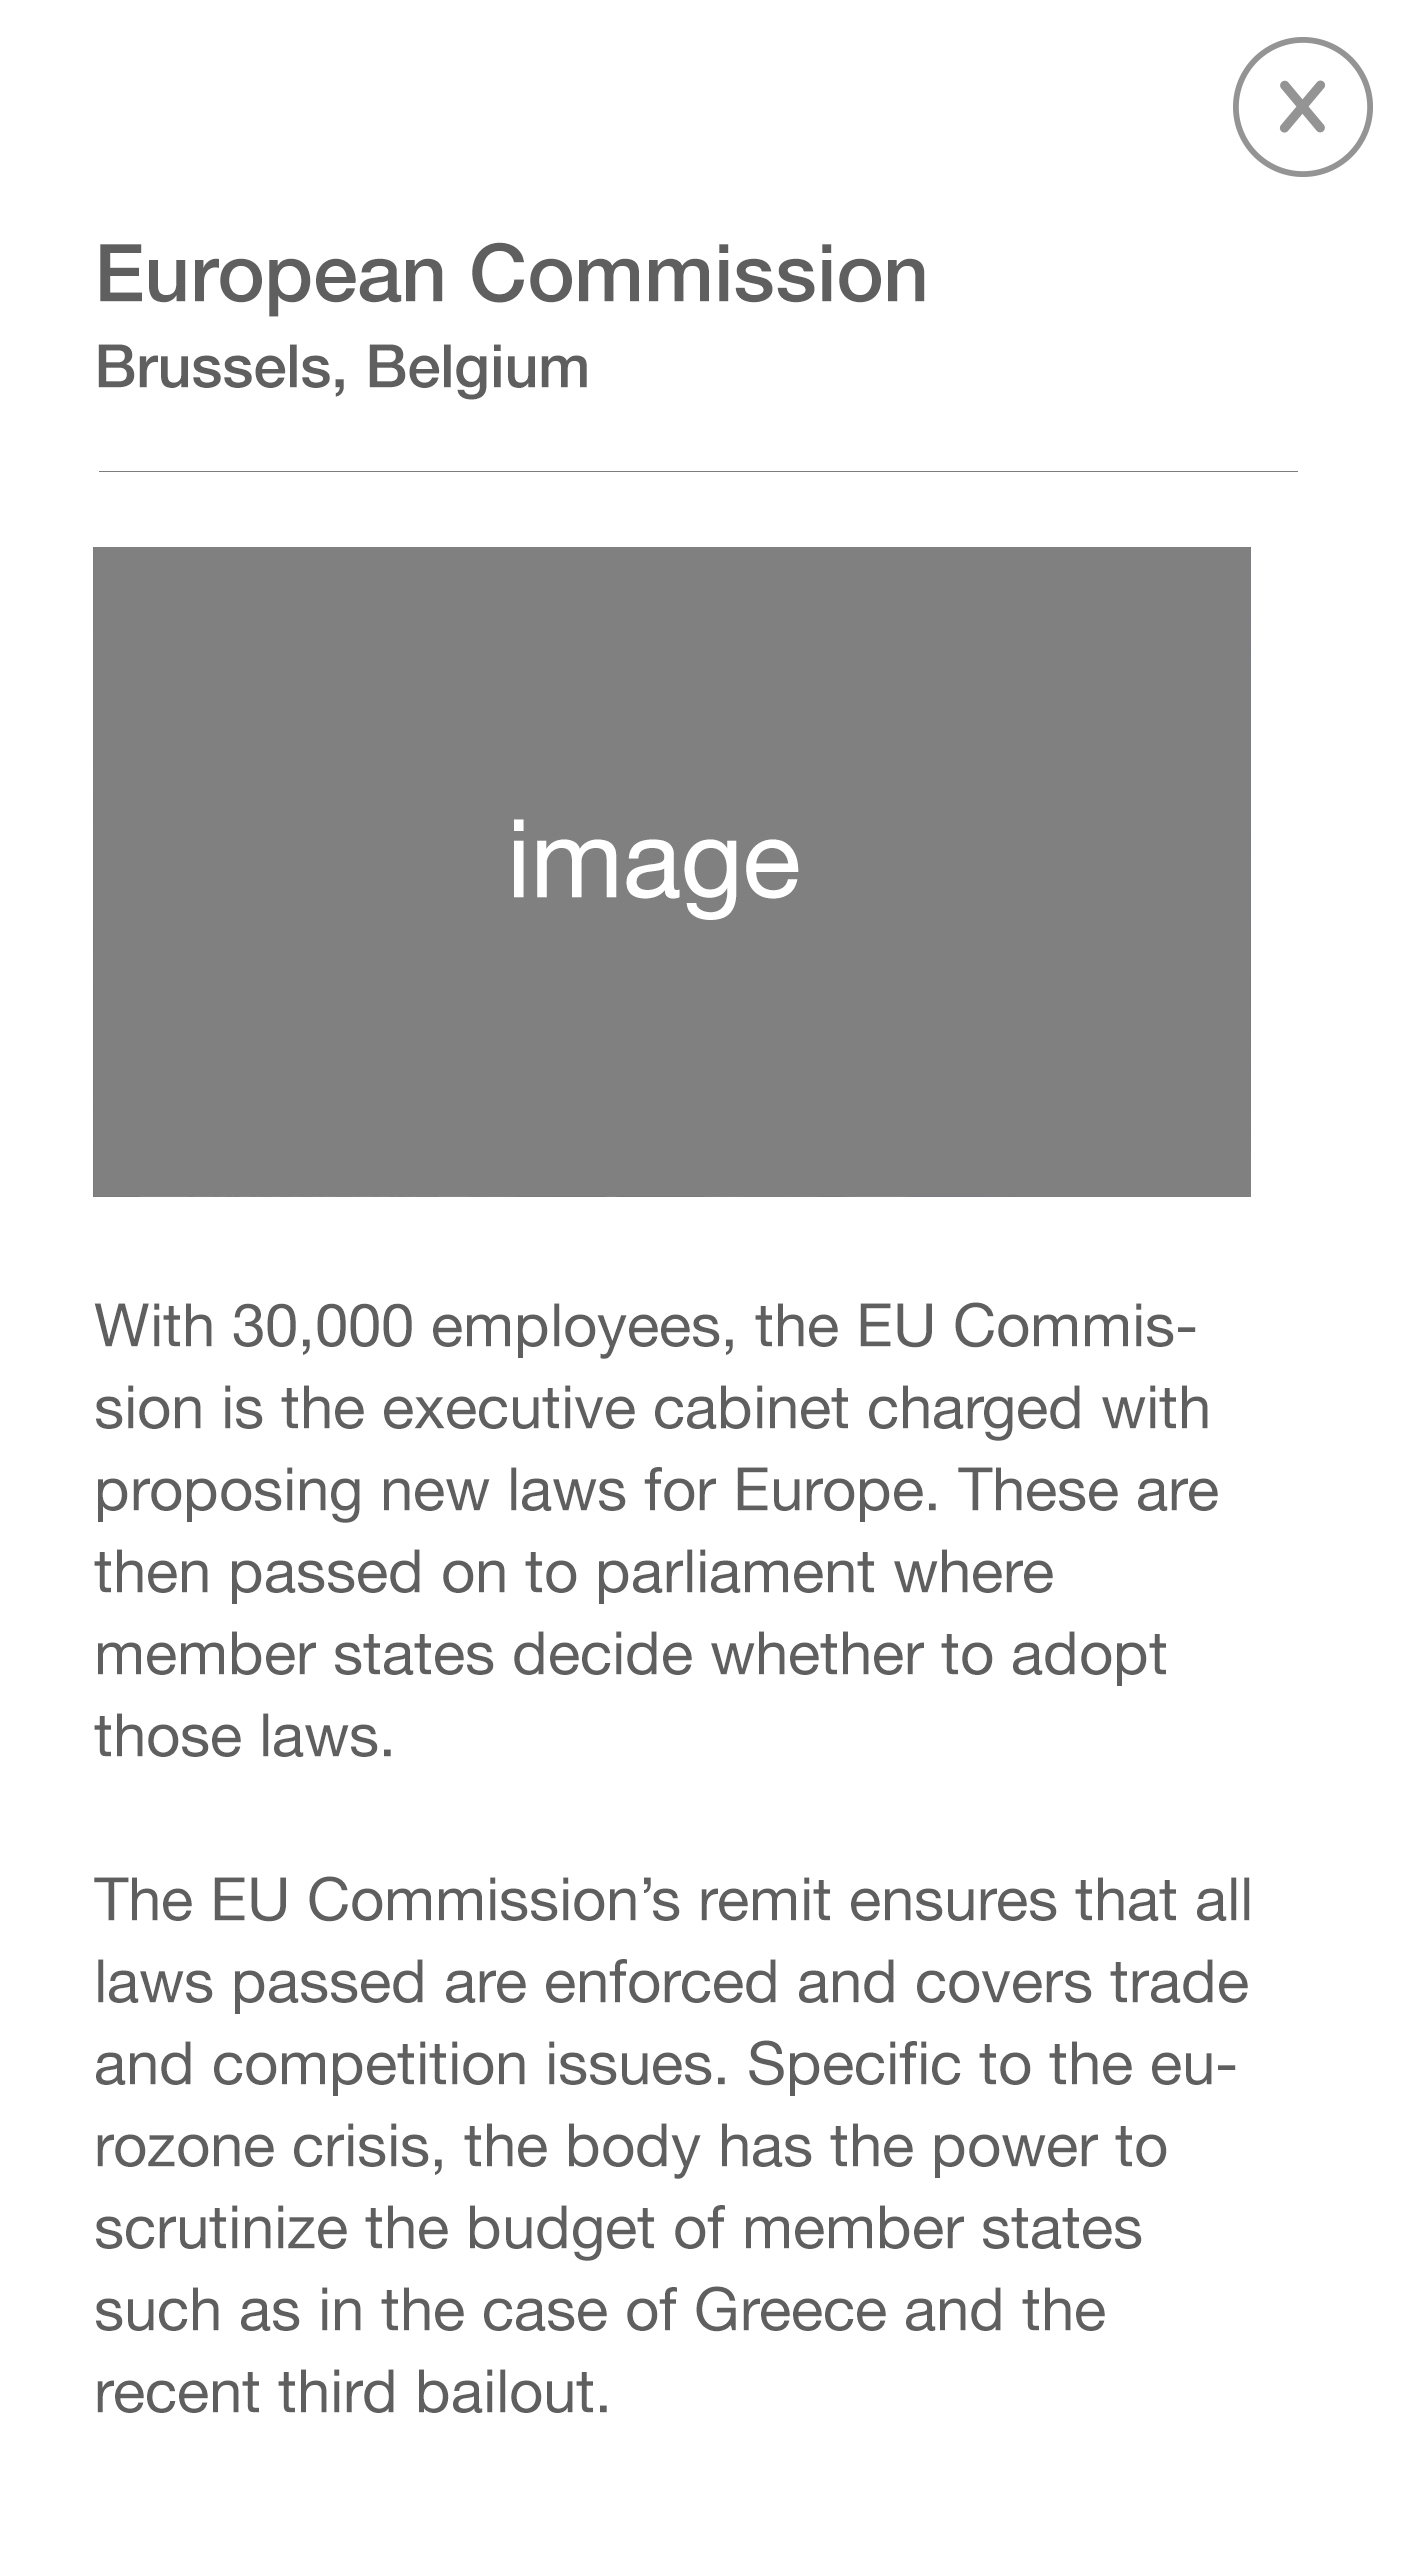 X
European Commission
Brussels, Belgium
image
With 30,000 employees, the EU Commis-
sion is the executive cabinet charged with
proposing new laws for Europe. These are
then passed on to parliament where
member states decide whether to adopt
those laws.
The EU Commission’s remit ensures that all
laws passed are enforced and covers trade
and competition issues. Specific to the eu-
rozone crisis, the body has the power to
scrutinize the budget of member states
such as in the case of Greece and the
recent third bailout.